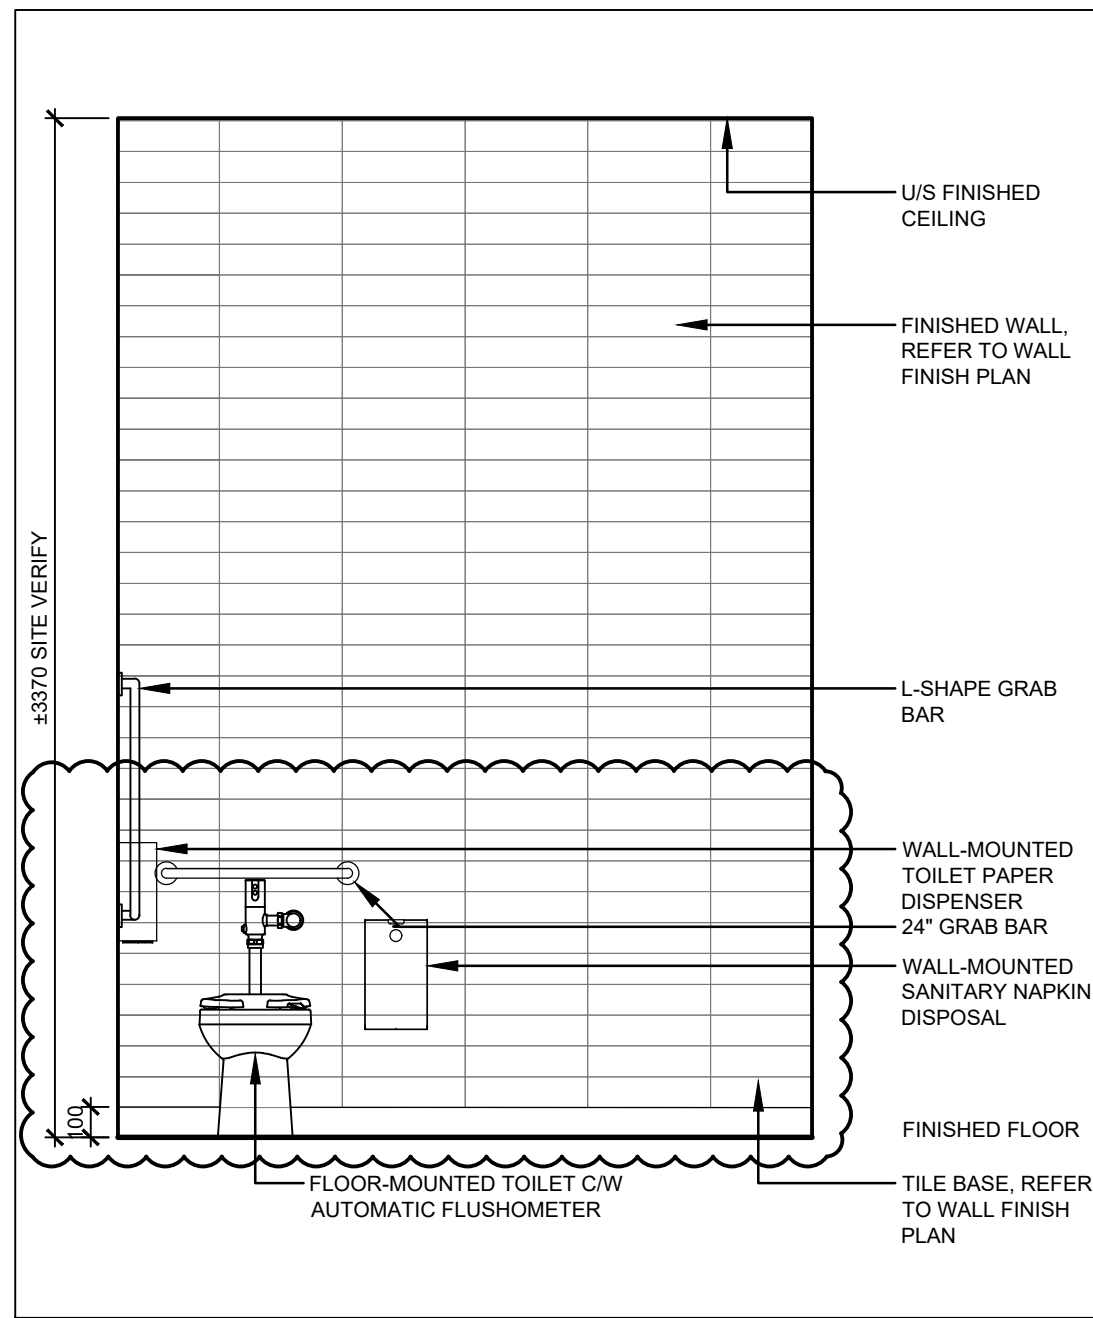 U/S FINISHED
CEILING
FINISHED WALL,
REFER TO WALL
FINISH PLAN
±3370 SITE VERIFY
L-SHAPE GRAB
BAR
WALL-MOUNTED
TOILET PAPER
DISPENSER
24" GRAB BAR
WALL-MOUNTED
SANITARY NAPKIN
DISPOSAL
100
FINISHED FLOOR
FLOOR-MOUNTED TOILET C/W
AUTOMATIC FLUSHOMETER
TILE BASE, REFER
TO WALL FINISH
PLAN